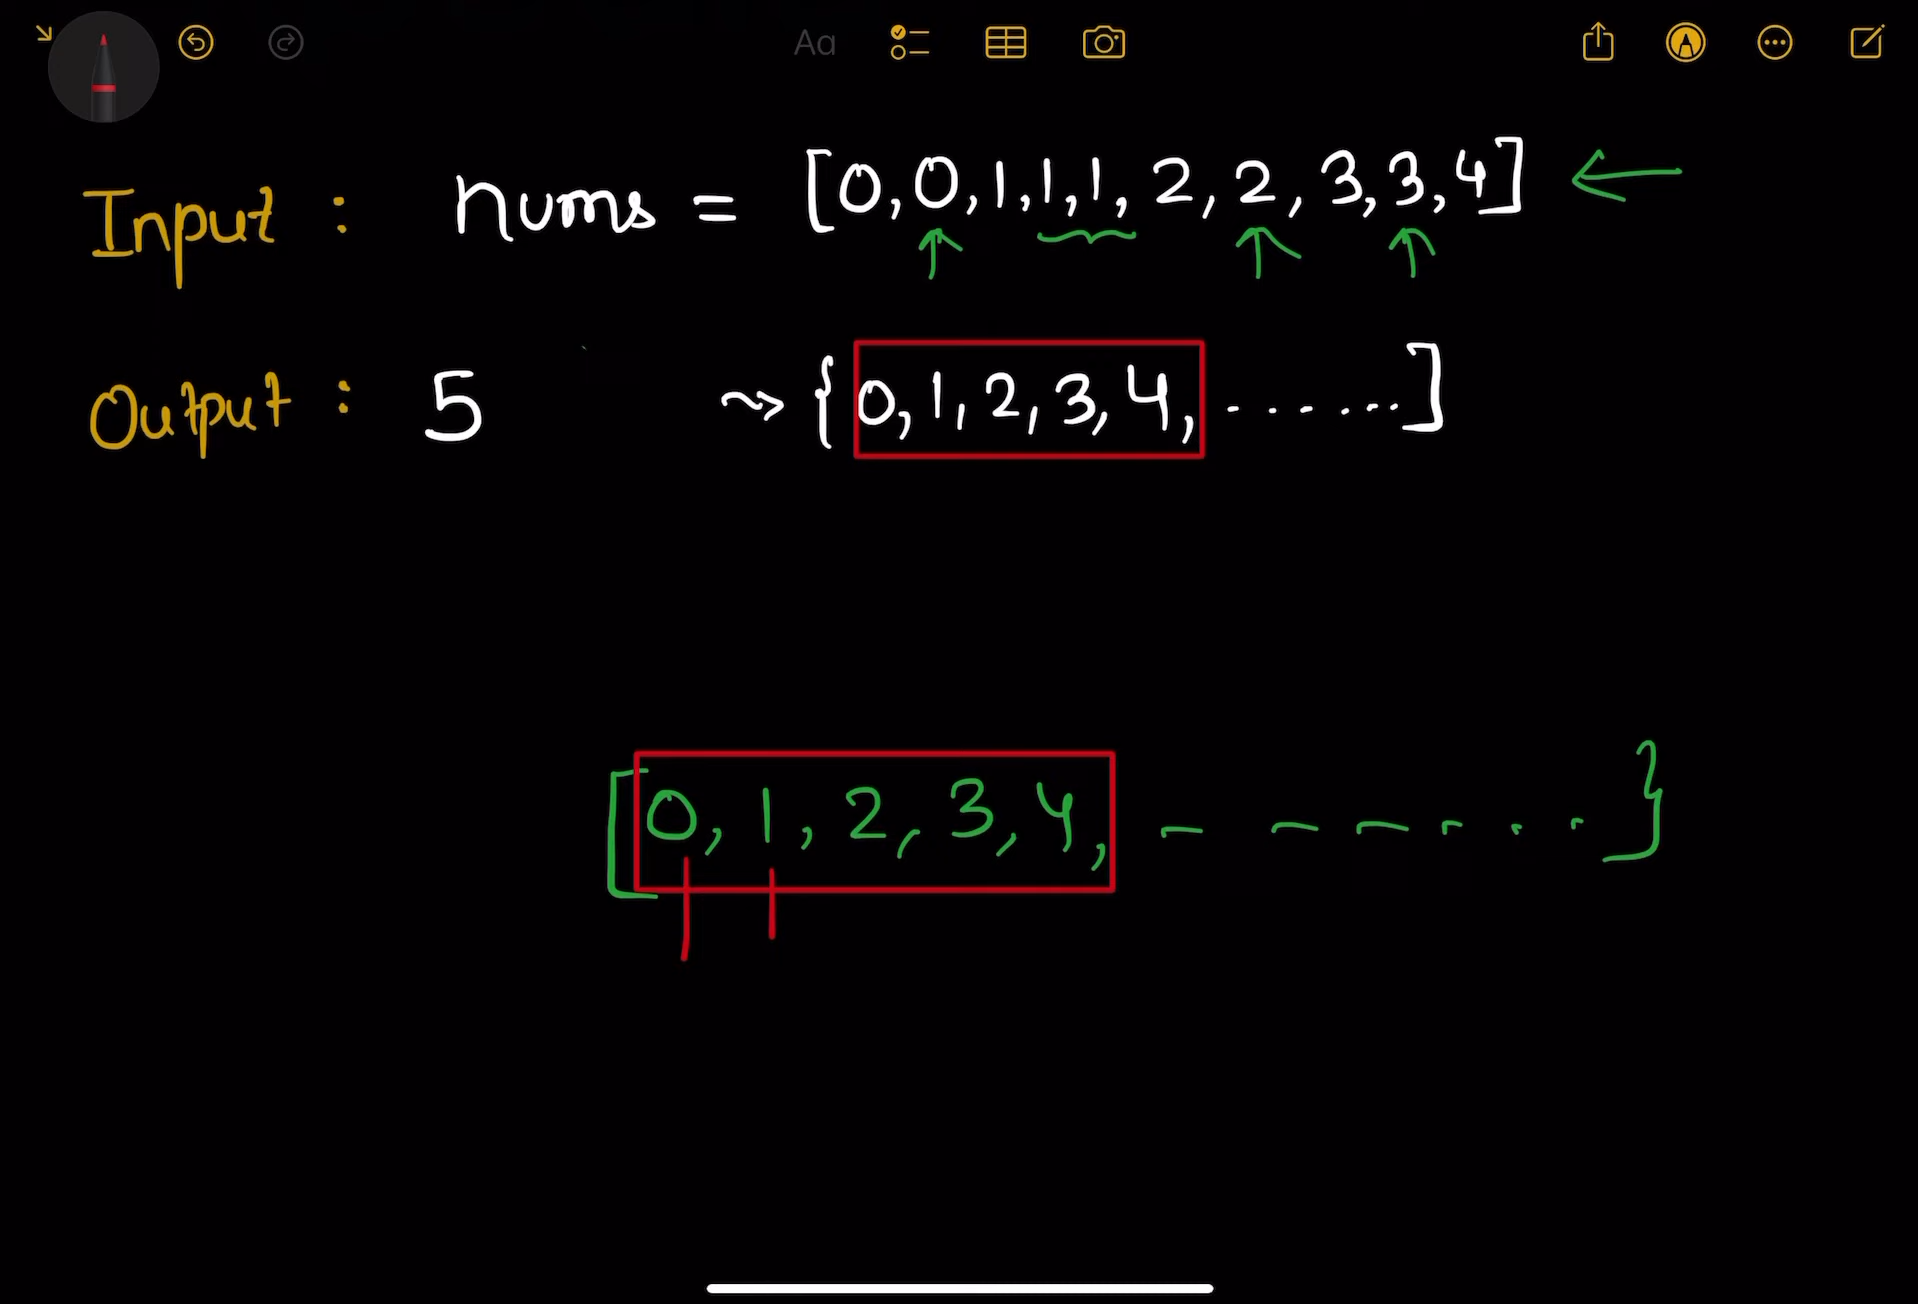 Aa
Input : nums = [0,0,1,1,1,2,2,3,3,4] ←
Output : 5 ⤳ {0,1,2,3,4,.......]
[0,1,2,3,4,- - - - . .}